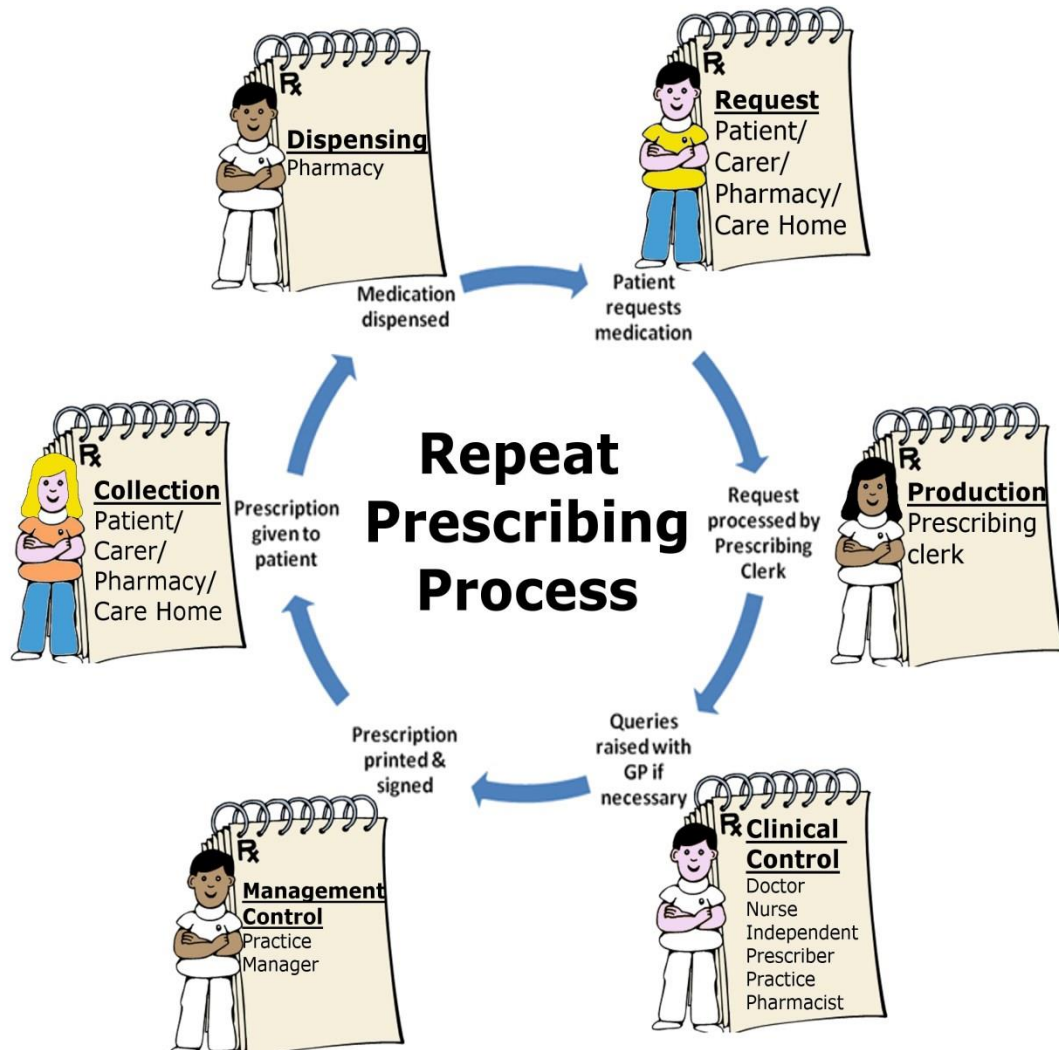 Repeat
Prescribing
Process
℞
Request
Patient/
Carer/
Pharmacy/
Care Home
Patient
requests
medication
℞
Production
Prescribing
clerk
Request
processed by
Prescribing
Clerk
℞
Clinical
Control
Doctor
Nurse
Independent
Prescriber
Practice
Pharmacist
Queries
raised with
GP if
necessary
℞
Management
Control
Practice
Manager
Prescription
printed &
signed
℞
Collection
Patient/
Carer/
Pharmacy/
Care Home
Prescription
given to
patient
℞
Dispensing
Pharmacy
Medication
dispensed